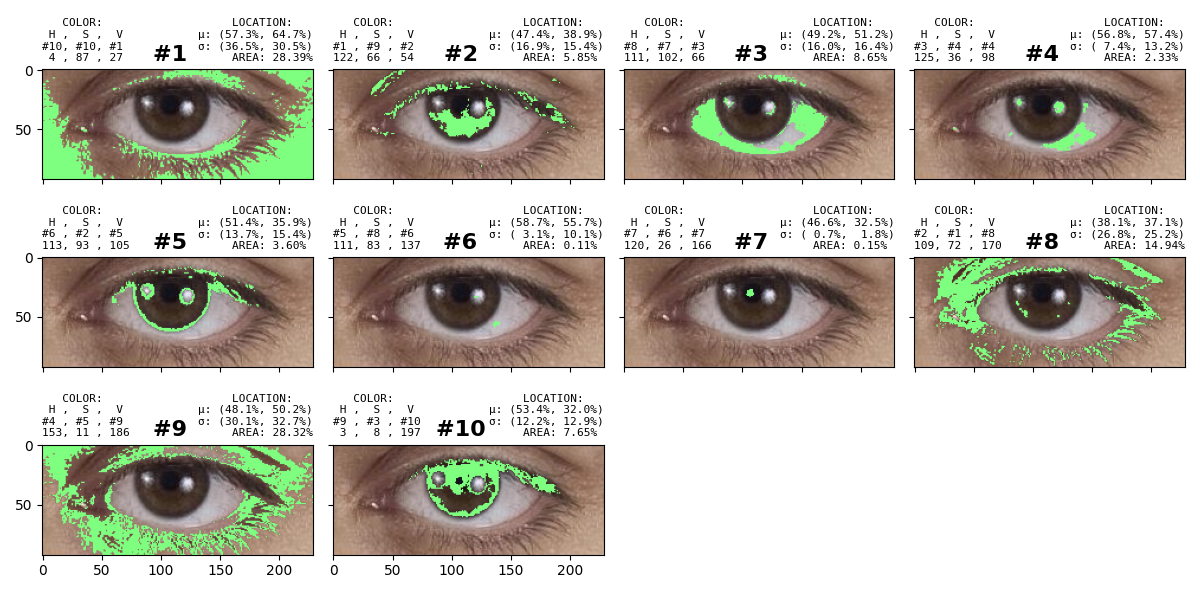 COLOR: LOCATION: COLOR: LOCATION: COLOR: LOCATION: COLOR: LOCATION:
H , S , V μ: (57.3%, 64.7%) H , S , V μ: (47.4%, 38.9%) H , S , V μ: (49.2%, 51.2%) H , S , V μ: (56.8%, 57.4%)
#10, #10, #1 σ: (36.5%, 30.5%) #1 , #9 , #2 σ: (16.9%, 15.4%) #8 , #7 , #3 σ: (16.0%, 16.4%) #3 , #4 , #4 σ: ( 7.4%, 13.2%)
4 , 87 , 27 #1 AREA: 28.39% 122, 66 , 54 #2 AREA: 5.85% 111, 102, 66 #3 AREA: 8.65% 125, 36 , 98 #4 AREA: 2.33%
0
50
COLOR: LOCATION: COLOR: LOCATION: COLOR: LOCATION: COLOR: LOCATION:
H , S , V μ: (51.4%, 35.9%) H , S , V μ: (58.7%, 55.7%) H , S , V μ: (46.6%, 32.5%) H , S , V μ: (38.1%, 37.1%)
#6 , #2 , #5 σ: (13.7%, 15.4%) #5 , #8 , #6 σ: ( 3.1%, 10.1%) #7 , #6 , #7 σ: ( 0.7%, 1.8%) #2 , #1 , #8 σ: (26.8%, 25.2%)
113, 93 , 105 #5 AREA: 3.60% 111, 83 , 137 #6 AREA: 0.11% 120, 26 , 166 #7 AREA: 0.15% 109, 72 , 170 #8 AREA: 14.94%
0
50
COLOR: LOCATION: COLOR: LOCATION:
H , S , V μ: (48.1%, 50.2%) H , S , V μ: (53.4%, 32.0%)
#4 , #5 , #9 σ: (30.1%, 32.7%) #9 , #3 , #10 σ: (12.2%, 12.9%)
153, 11 , 186 #9 AREA: 28.32% 3 , 8 , 197 #10 AREA: 7.65%
0
50
0 50 100 150 200 0 50 100 150 200